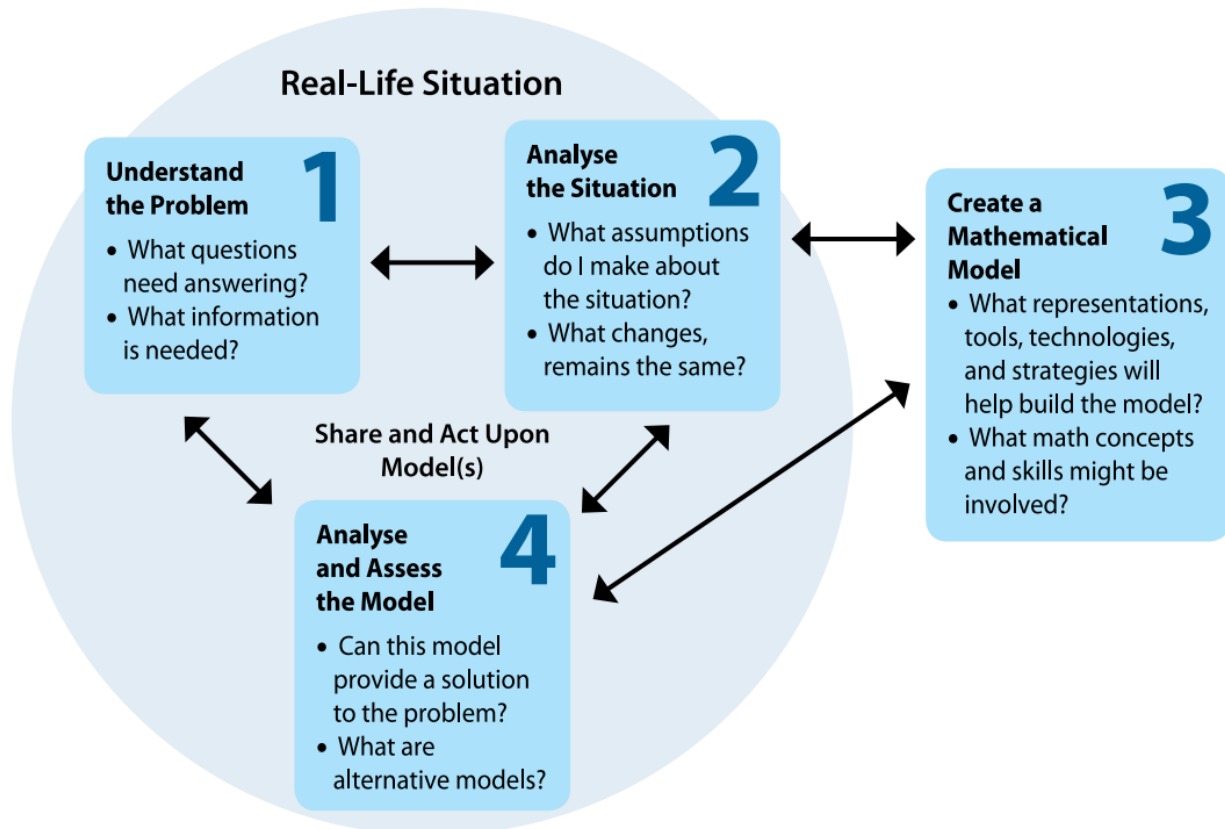 Real-Life Situation
1
Understand
the Problem
• What questions
need answering?
• What information
is needed?
2
Analyse
the Situation
• What assumptions
do I make about
the situation?
• What changes,
remains the same?
3
Create a
Mathematical
Model
• What representations,
tools, technologies,
and strategies will
help build the model?
• What math concepts
and skills might be
involved?
Share and Act Upon
Model(s)
4
Analyse
and Assess
the Model
• Can this model
provide a solution
to the problem?
• What are
alternative models?